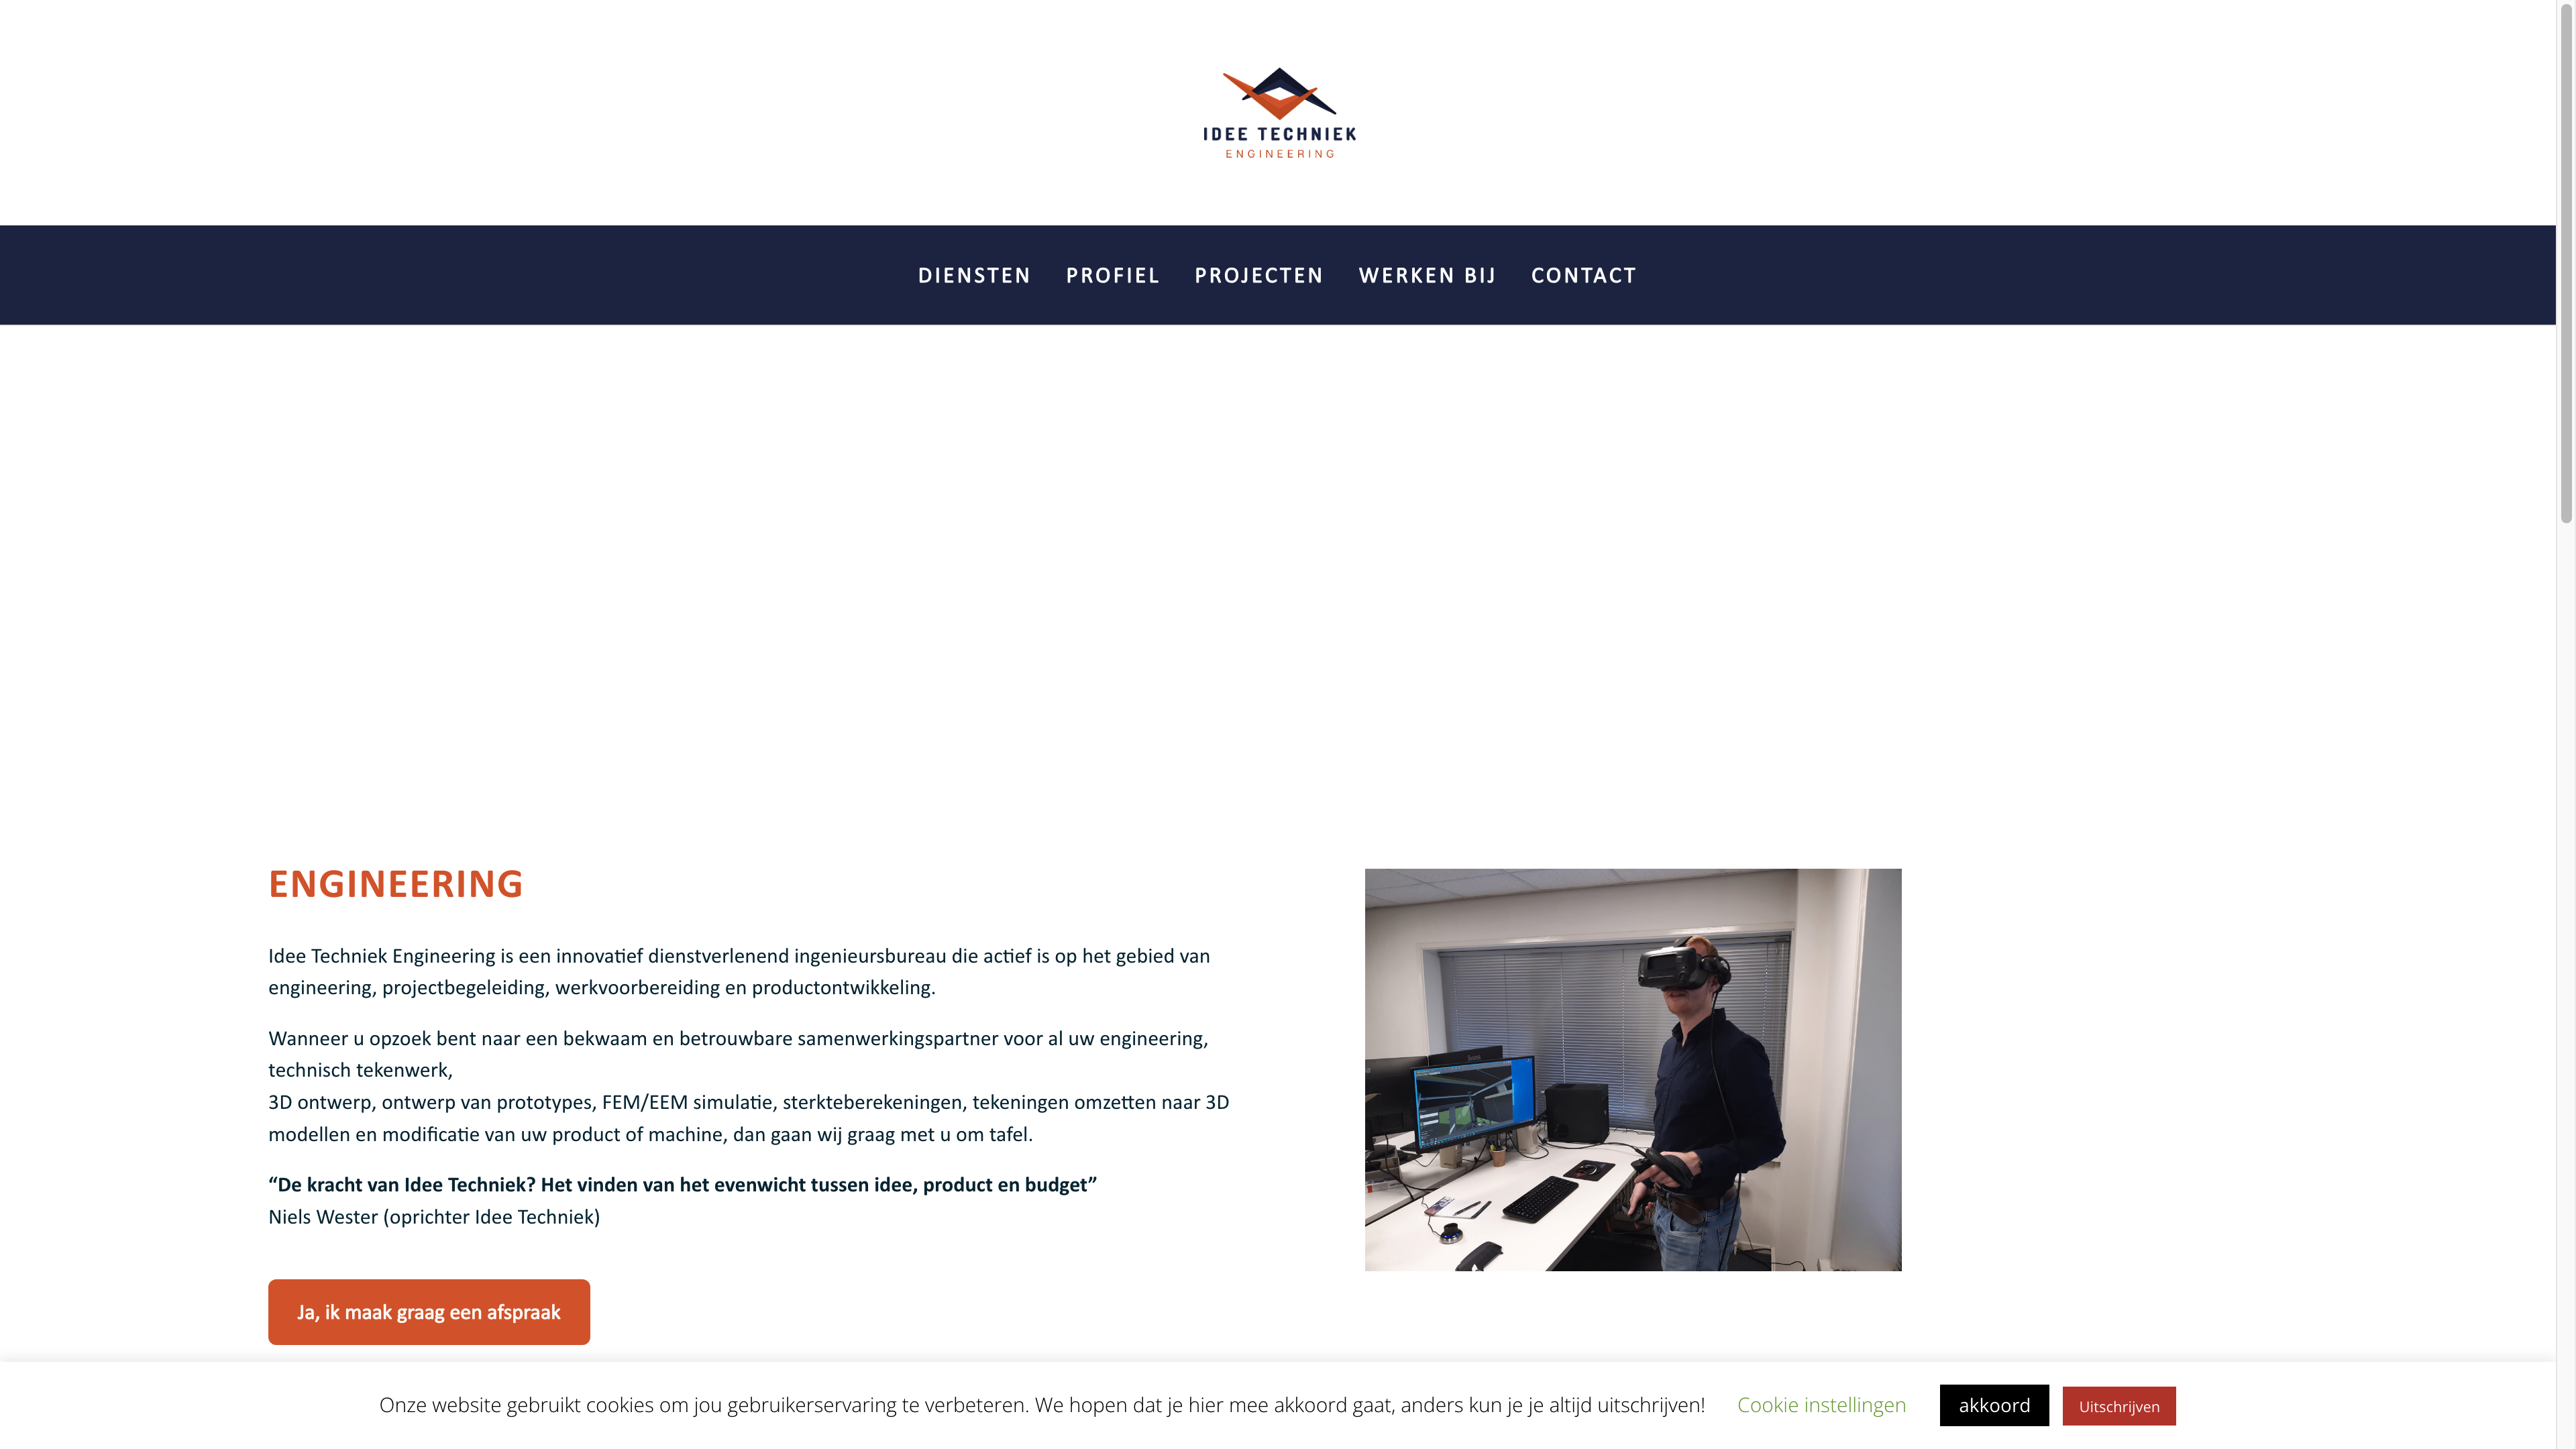 IDEE TECHNIEK
ENGINEERING
DIENSTEN PROFIEL PROJECTEN WERKEN BIJ CONTACT
ENGINEERING
Idee Techniek Engineering is een innovatief dienstverlenend ingenieursbureau die actief is op het gebied van
engineering, projectbegeleiding, werkvoorbereiding en productontwikkeling.
Wanneer u opzoek bent naar een bekwaam en betrouwbare samenwerkingspartner voor al uw engineering,
technisch tekenwerk,
3D ontwerp, ontwerp van prototypes, FEM/EEM simulatie, sterkteberekeningen, tekeningen omzetten naar 3D
modellen en modificatie van uw product of machine, dan gaan wij graag met u om tafel.
“De kracht van Idee Techniek? Het vinden van het evenwicht tussen idee, product en budget”
Niels Wester (oprichter Idee Techniek)
Ja, ik maak graag een afspraak
Onze website gebruikt cookies om jou gebruikerservaring te verbeteren. We hopen dat je hier mee akkoord gaat, anders kun je je altijd uitschrijven! Cookie instellingen akkoord Uitschrijven